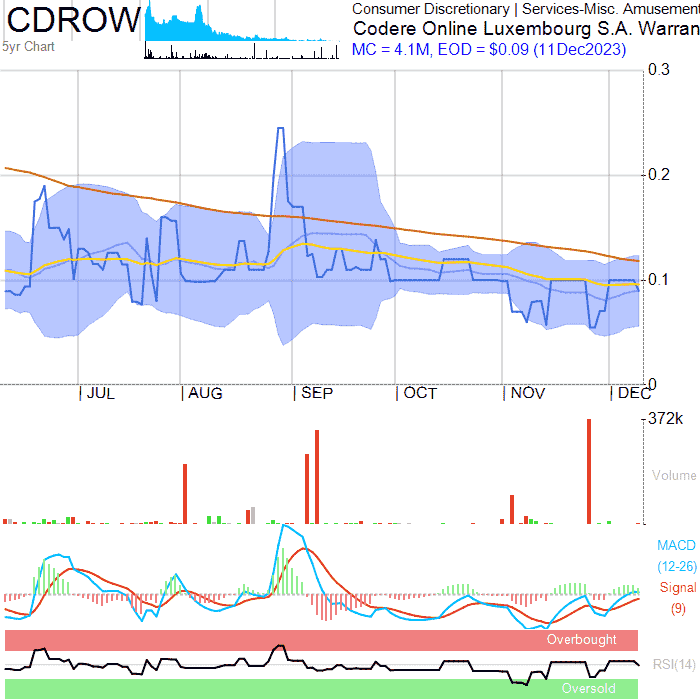 CDROW
5yr Chart
Consumer Discretionary | Services-Misc. Amusement
Codere Online Luxembourg S.A. Warran
MC = 4.1M, EOD = $0.09 (11Dec2023)
0.3
0.2
0.1
0
| JUL | AUG | SEP | OCT | NOV | DEC
372k
Volume
MACD
(12-26)
Signal
(9)
Overbought
RSI(14)
Oversold